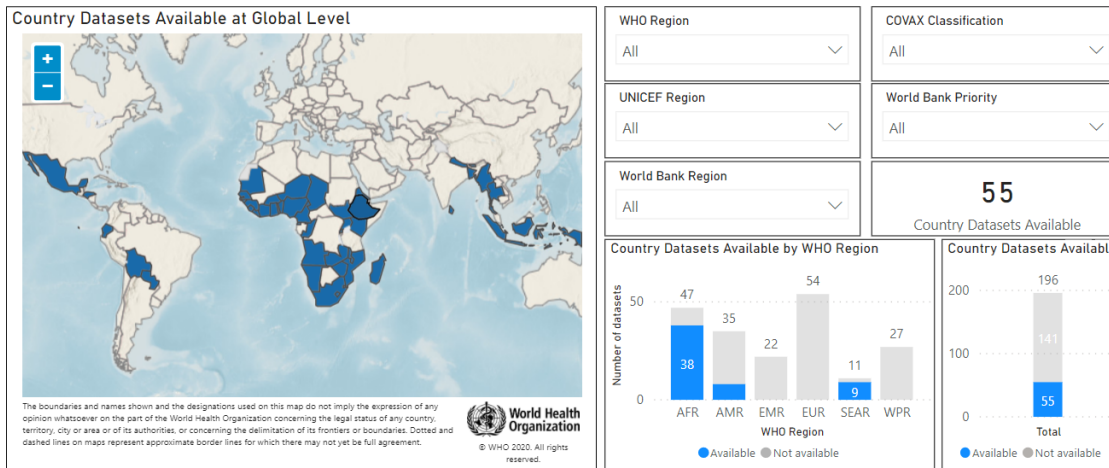 Country Datasets Available at Global Level
+
−
The boundaries and names shown and the designations used on this map do not imply the expression of any
opinion whatsoever on the part of the World Health Organization concerning the legal status of any country,
territory, city or area or of its authorities, or concerning the delimitation of its frontiers or boundaries. Dotted and
dashed lines on maps represent approximate border lines for which there may not yet be full agreement.
World Health
Organization
© WHO 2020. All rights
reserved.
WHO Region
All
COVAX Classification
All
UNICEF Region
All
World Bank Priority
All
World Bank Region
All
55
Country Datasets Available
Country Datasets Available by WHO Region
Number of datasets
50
0
47
38
35
22
54
11
9
27
AFR AMR EMR EUR SEAR WPR
WHO Region
Available Not available
Country Datasets Availabl
200
100
0
196
141
55
Total
Available Not available